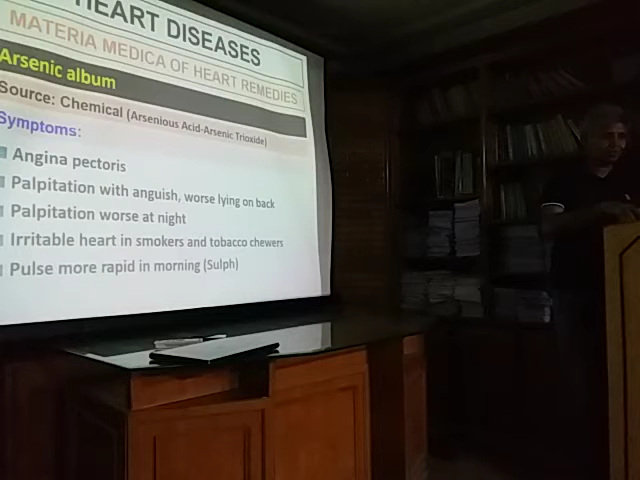 HEART DISEASES
MATERIA MEDICA OF HEART REMEDIES
Arsenic album
Source: Chemical (Arsenious Acid-Arsenic Trioxide)
Symptoms:
Angina pectoris
Palpitation with anguish, worse lying on back
Palpitation worse at night
Irritable heart in smokers and tobacco chewers
Pulse more rapid in morning (Sulph)